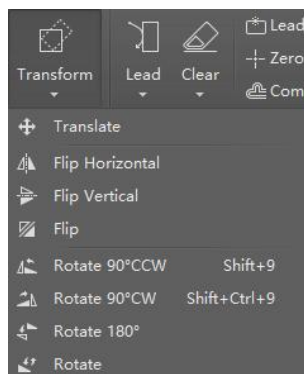 Transform
Lead
Clear
Lead
Zero
Com
Translate
Flip Horizontal
Flip Vertical
Flip
Rotate 90°CCW Shift+9
Rotate 90°CW Shift+Ctrl+9
Rotate 180°
Rotate